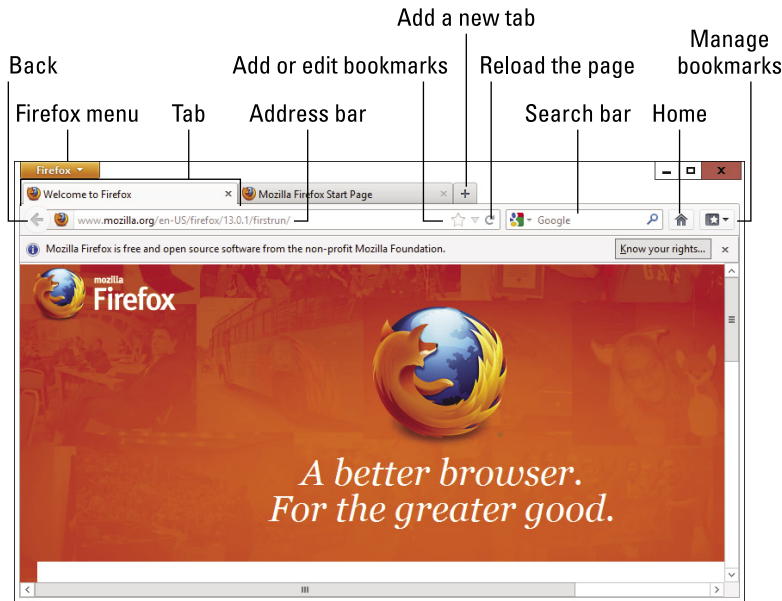 Add a new tab
Manage
bookmarks
Back
Add or edit bookmarks
Reload the page
Firefox menu
Tab
Address bar
Search bar
Home
Firefox
Welcome to Firefox
Mozilla Firefox Start Page
www.mozilla.org/en-US/firefox/13.0.1/firstrun/
Google
Mozilla Firefox is free and open source software from the non-profit Mozilla Foundation.
Know your rights...
mozilla
Firefox
A better browser.
For the greater good.